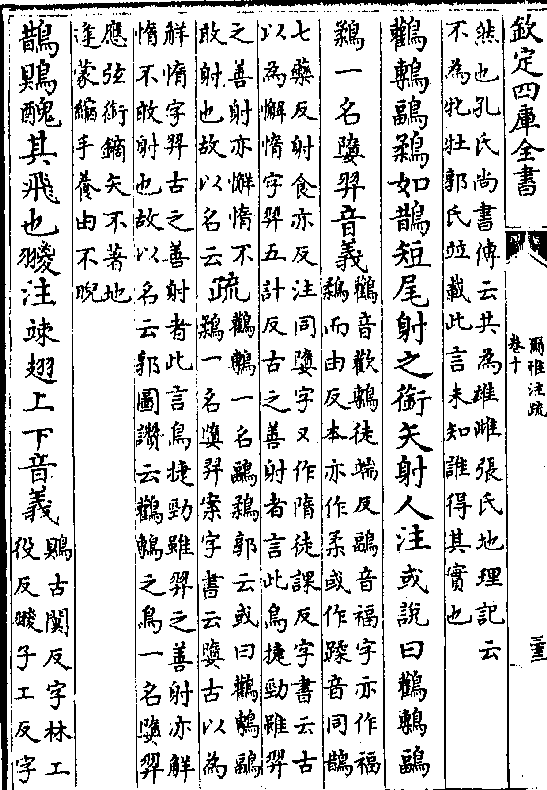 欽定四庫全書
爾雅注疏
卷十
三
然也孔氏尚書傳云共為雄雌張氏地理記云
不為牝牡郭氏並載此言未知誰得其實也
鸛鷒鶝鶔如鵲短尾射之銜矢射人注或說曰鸛鷒鶝
鶔一名墮羿音義
鸛音歡鷒徒端反鶝音福字亦作福
鶔而由反本亦作柔或作蹂音同鵲
七藥反射食亦反注同墮字又作隋徒課反字書云古
以為懈惰字羿五計反古之善射者言此鳥捷勁雖羿
之善射亦懈惰不
敢射也故以名云
疏
鸛鷒一名鶝鶔郭云或曰鸛鷒鶝
鶔一名墮羿案字書云墮古以為
觧惰字羿古之善射者此言鳥捷勁雖羿之善射亦觧
惰不敢射也故以名云郭圖讚云鸛鷒之鳥一名墮羿
應弦銜鏑矢不著地
逢蒙縮手養由不睨
鵲鵙醜其飛也翪注竦翅上下音義
鵙古闃反字林工
役反翪子工反字